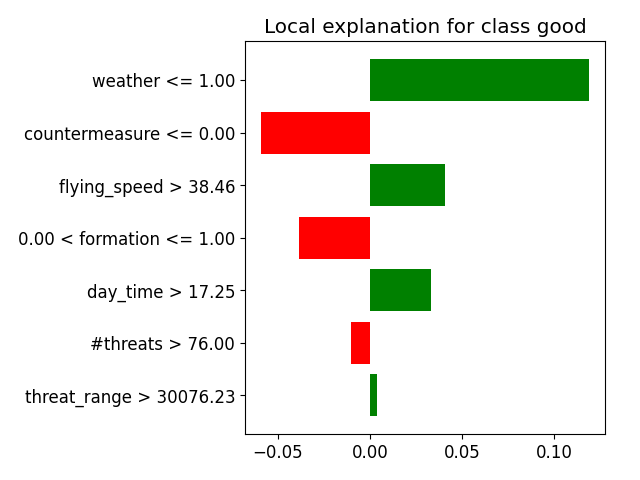 Local explanation for class good
weather <= 1.00
countermeasure <= 0.00
flying_speed > 38.46
0.00 < formation <= 1.00
day_time > 17.25
#threats > 76.00
threat_range > 30076.23
−0.05 0.00 0.05 0.10